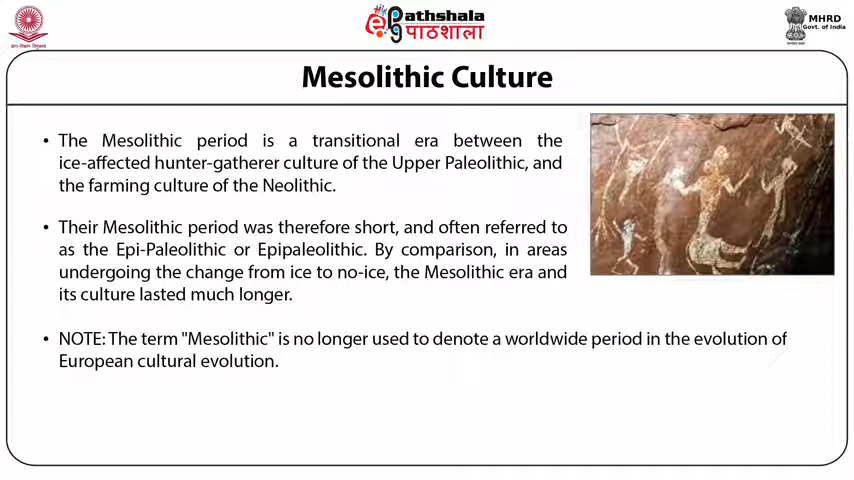 ePathshala
पाठशाला
MHRD
Govt. of India
Mesolithic Culture
• The Mesolithic period is a transitional era between the
ice-affected hunter-gatherer culture of the Upper Paleolithic, and
the farming culture of the Neolithic.
• Their Mesolithic period was therefore short, and often referred to
as the Epi-Paleolithic or Epipaleolithic. By comparison, in areas
undergoing the change from ice to no-ice, the Mesolithic era and
its culture lasted much longer.
• NOTE: The term "Mesolithic" is no longer used to denote a worldwide period in the evolution of
European cultural evolution.